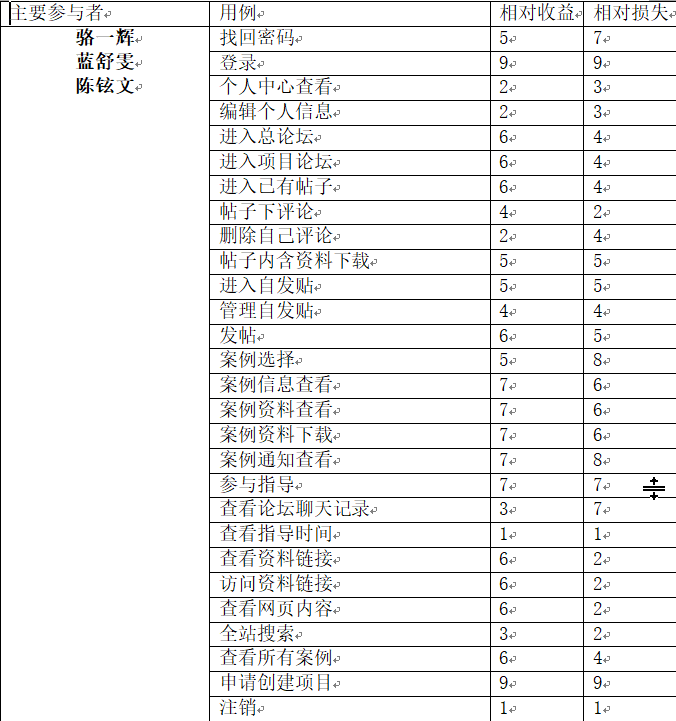 主要参与者 用例 相对收益 相对损失
骆一辉 找回密码 5 7
蓝舒雯 登录 9 9
陈铉文 个人中心查看 2 3
编辑个人信息 2 3
进入总论坛 6 4
进入项目论坛 6 4
进入已有帖子 6 4
帖子下评论 4 2
删除自己评论 2 4
帖子内含资料下载 5 5
进入自发贴 5 5
管理自发贴 4 4
发帖 6 5
案例选择 5 8
案例信息查看 7 6
案例资料查看 7 6
案例资料下载 7 6
案例通知查看 7 8
参与指导 7 7
查看论坛聊天记录 3 7
查看指导时间 1 1
查看资料链接 6 2
访问资料链接 6 2
查看网页内容 6 2
全站搜索 3 2
查看所有案例 6 4
申请创建项目 9 9
注销 1 1